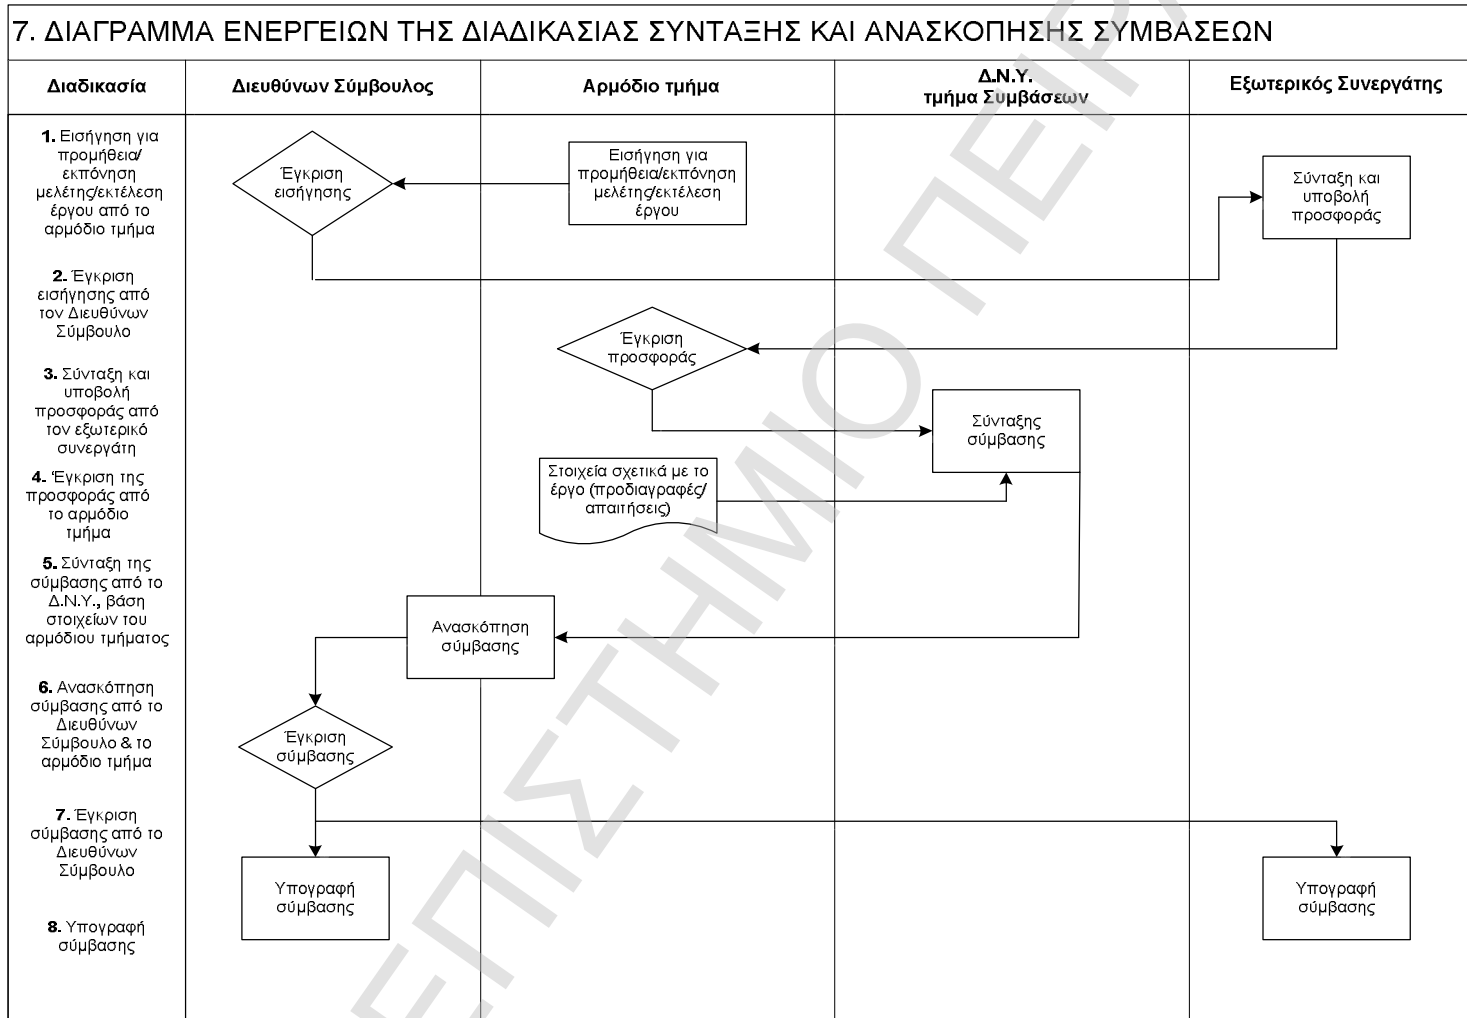 7. ΔΙΑΓΡΑΜΜΑ ΕΝΕΡΓΕΙΩΝ ΤΗΣ ΔΙΑΔΙΚΑΣΙΑΣ ΣΥΝΤΑΞΗΣ ΚΑΙ ΑΝΑΣΚΟΠΗΣΗΣ ΣΥΜΒΑΣΕΩΝ
Διαδικασία
Διευθύνων Σύμβουλος
Αρμόδιο τμήμα
Δ.Ν.Υ.
τμήμα Συμβάσεων
Εξωτερικός Συνεργάτης
1. Εισήγηση για
προμήθεια/
εκπόνηση
μελέτης/εκτέλεση
έργου από το
αρμόδιο τμήμα
2. Έγκριση
εισήγησης από
τον Διευθύνων
Σύμβουλο
3. Σύνταξη και
υποβολή
προσφοράς από
τον εξωτερικό
συνεργάτη
4. Έγκριση της
προσφοράς από
το αρμόδιο
τμήμα
5. Σύνταξη της
σύμβασης από το
Δ.Ν.Υ., βάση
στοιχείων του
αρμόδιου τμήματος
6. Ανασκόπηση
σύμβασης από το
Διευθύνων
Σύμβουλο & το
αρμόδιο τμήμα
7. Έγκριση
σύμβασης από το
Διευθύνων
Σύμβουλο
8. Υπογραφή
σύμβασης
Έγκριση
εισήγησης
Εισήγηση για
προμήθεια/εκπόνηση
μελέτης/εκτέλεση
έργου
Σύνταξη και
υποβολή
προσφοράς
Έγκριση
προσφοράς
Σύνταξης
σύμβασης
Στοιχεία σχετικά με το
έργο (προδιαγραφές/
απαιτήσεις)
Ανασκόπηση
σύμβασης
Έγκριση
σύμβασης
Υπογραφή
σύμβασης
Υπογραφή
σύμβασης